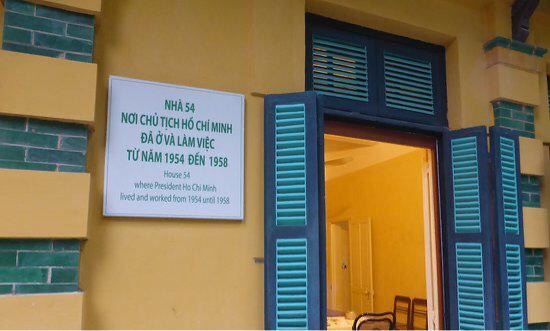 NHÀ 54
NƠI CHỦ TỊCH HỒ CHÍ MINH
ĐÃ Ở VÀ LÀM VIỆC
TỪ NĂM 1954 ĐẾN 1958
House 54
where President Ho Chi Minh
lived and worked from 1954 until 1958